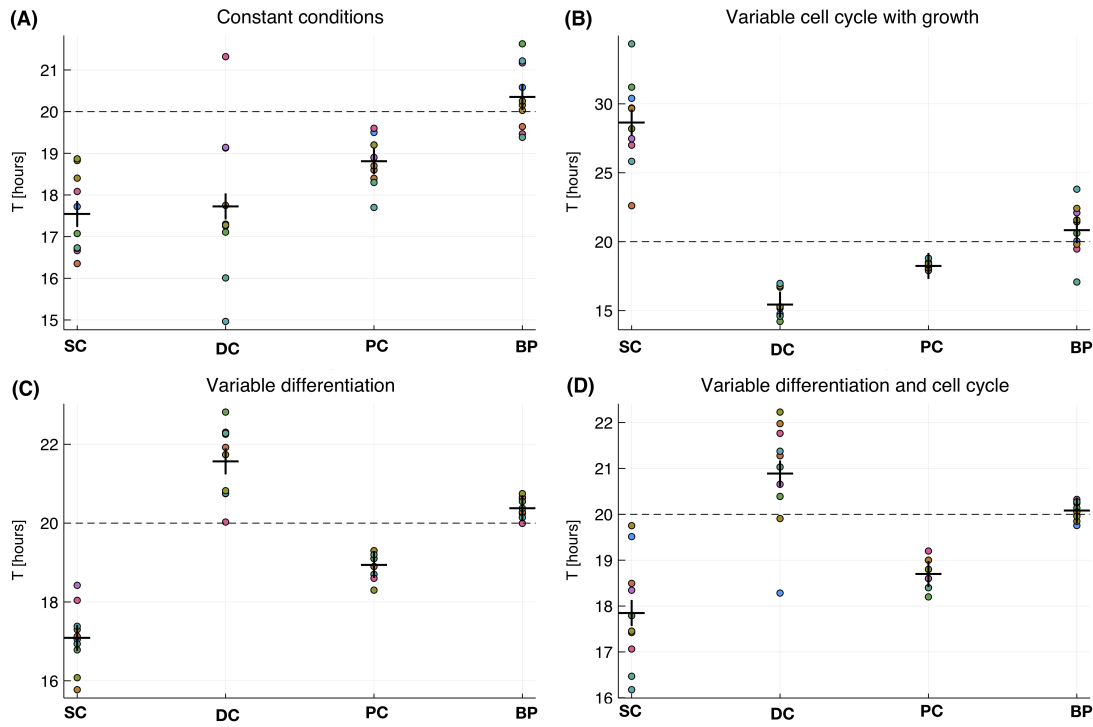 (A) Constant conditions
T [hours]
21
20
19
18
17
16
15
SC DC PC BP
(B) Variable cell cycle with growth
T [hours]
30
25
20
15
SC DC PC BP
(C) Variable differentiation
T [hours]
22
20
18
16
SC DC PC BP
(D) Variable differentiation and cell cycle
T [hours]
22
21
20
19
18
17
16
SC DC PC BP